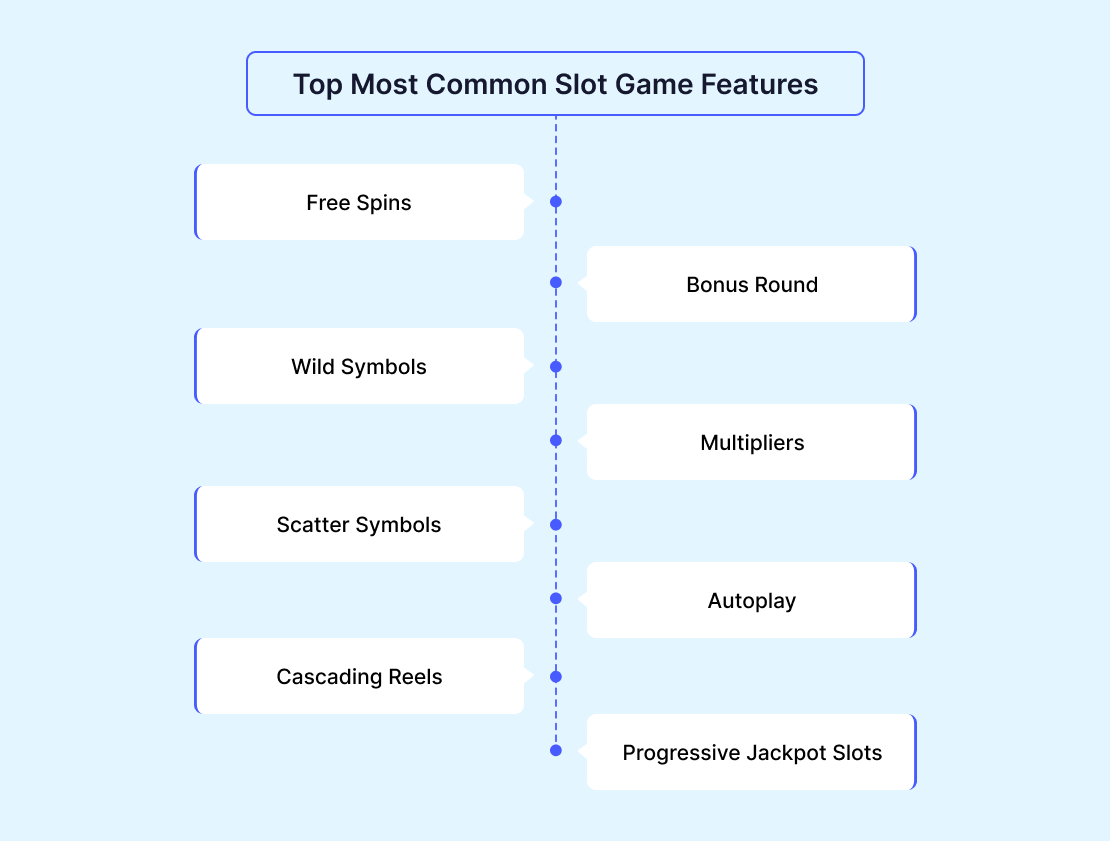 Top Most Common Slot Game Features
Free Spins
Bonus Round
Wild Symbols
Multipliers
Scatter Symbols
Autoplay
Cascading Reels
Progressive Jackpot Slots